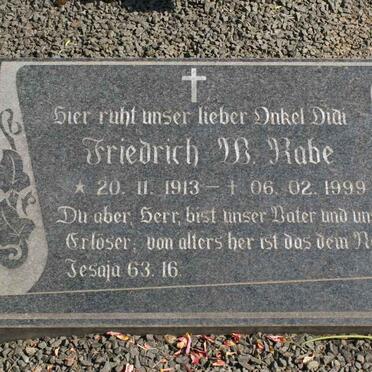 Hier ruht unser lieber Onkel Didi
Friedrich W. Rabe
* 20. 11. 1913 — † 06. 02. 1999
Du aber, Herr, bist unser Vater und
Erlöser; von alters her ist das dein
Jesaja 63. 16.